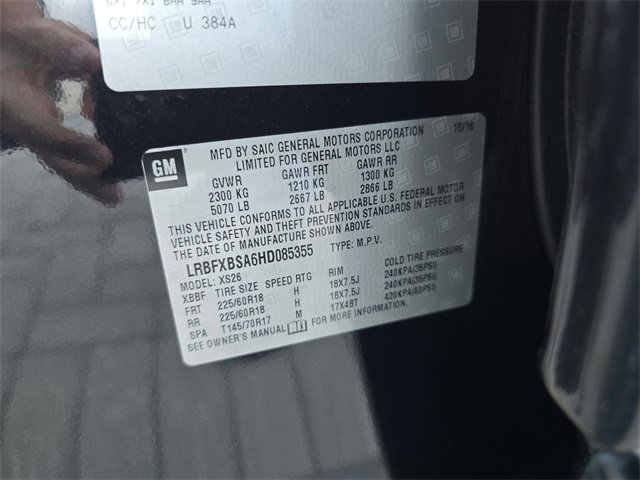 CC/HC U 384A
GM
MFD BY SAIC GENERAL MOTORS CORPORATION 10/16
LIMITED FOR GENERAL MOTORS LLC
GVWR GAWR FRT GAWR RR
2300 KG 1210 KG 1300 KG
5070 LB 2667 LB 2866 LB
THIS VEHICLE CONFORMS TO ALL APPLICABLE U.S. FEDERAL MOTOR
VEHICLE SAFETY AND THEFT PREVENTION STANDARDS IN EFFECT ON
THE DATE OF MANUFACTURE SHOWN ABOVE.
LRBFXBSA6HD085355 TYPE: M.P.V.
MODEL: XS26
XBBF TIRE SIZE SPEED RTG RIM COLD TIRE PRESSURE
FRT 225/60R18 H 18X7.5J 240KPA(35PSI)
RR 225/60R18 H 18X7.5J 240KPA(35PSI)
SPA T145/70R17 M 17X4BT 420KPA(60PSI)
SEE OWNER'S MANUAL FOR MORE INFORMATION.